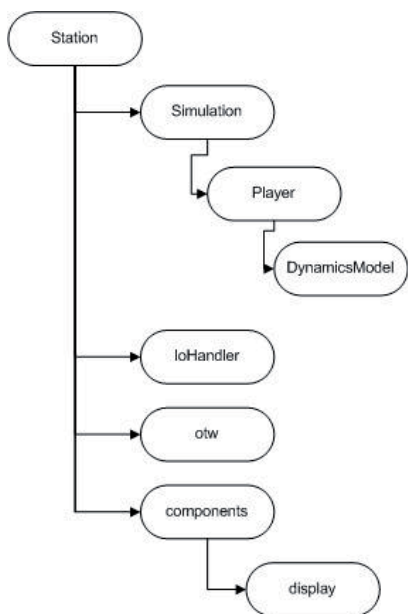 Station
Simulation
Player
DynamicsModel
IoHandler
otw
components
display